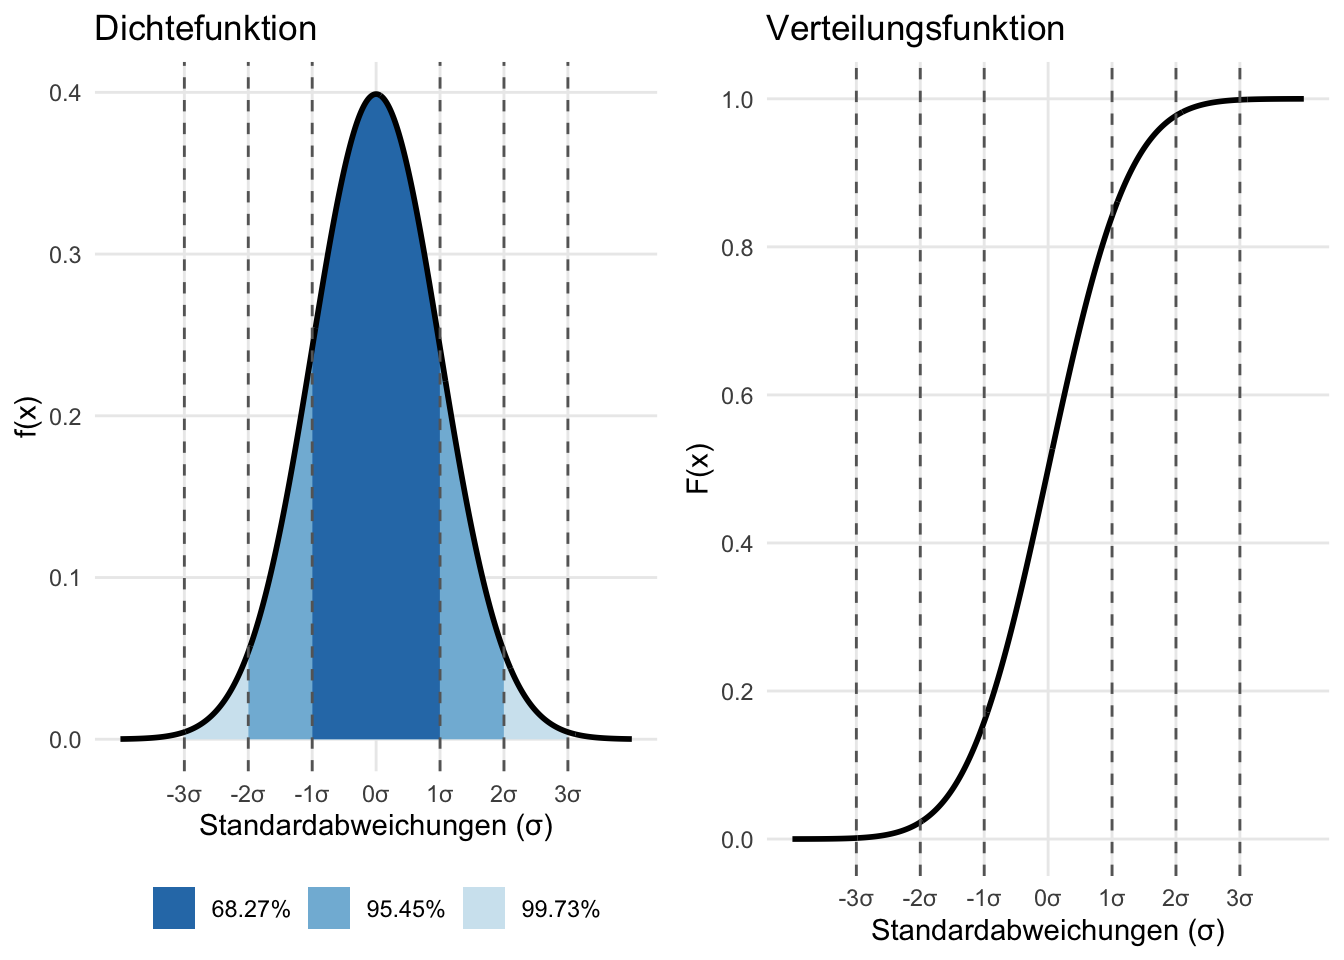 Dichtefunktion
f(x)
0.4
0.3
0.2
0.1
0.0
-3σ -2σ -1σ 0σ 1σ 2σ 3σ
Standardabweichungen (σ)
68.27% 95.45% 99.73%
Verteilungsfunktion
F(x)
1.0
0.8
0.6
0.4
0.2
0.0
-3σ -2σ -1σ 0σ 1σ 2σ 3σ
Standardabweichungen (σ)